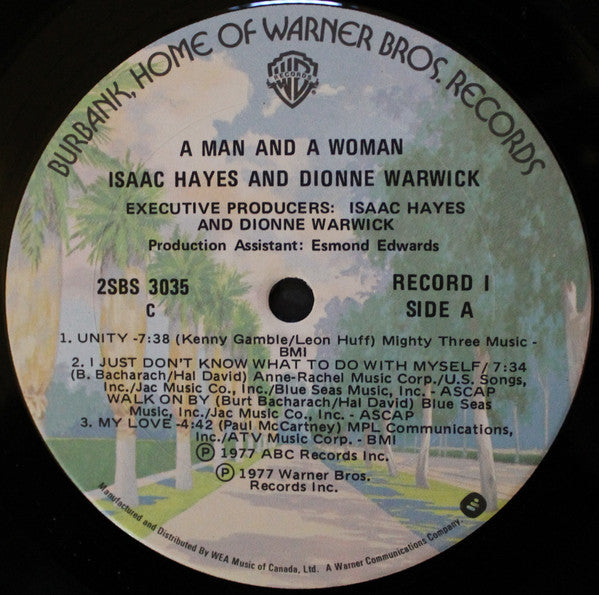 BURBANK, HOME OF WARNER BROS. RECORDS
RECORDS
A MAN AND A WOMAN
ISAAC HAYES AND DIONNE WARWICK
EXECUTIVE PRODUCERS: ISAAC HAYES
AND DIONNE WARWICK
Production Assistant: Esmond Edwards
2SBS 3035
C
RECORD I
SIDE A
1. UNITY -7:38 (Kenny Gamble/Leon Huff) Mighty Three Music -
BMI
2. I JUST DON'T KNOW WHAT TO DO WITH MYSELF/ 7:34
(B. Bacharach/Hal David) Anne-Rachel Music Corp./U.S. Songs,
Inc./Jac Music Co., Inc./Blue Seas Music, Inc. - ASCAP
WALK ON BY (Burt Bacharach/Hal David) Blue Seas
Music, Inc./Jac Music Co., Inc. - ASCAP
3. MY LOVE -4:42 (Paul McCartney) MPL Communications,
Inc./ATV Music Corp. - BMI
Ⓟ 1977 ABC Records Inc.
Ⓟ 1977 Warner Bros.
Records Inc.
Manufactured and Distributed By WEA Music of Canada, Ltd. A Warner Communications Company.